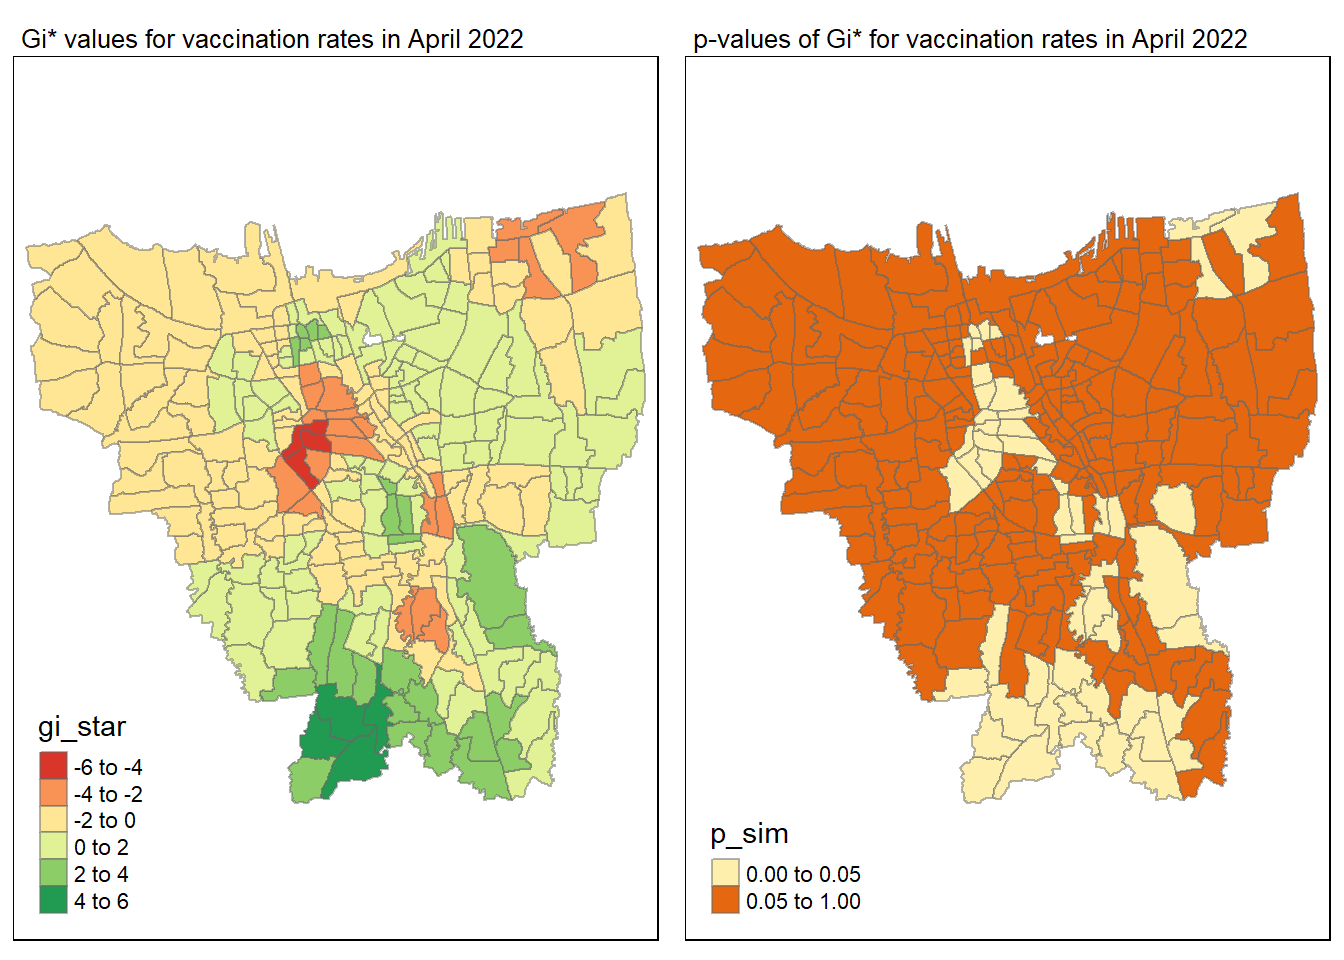 Gi* values for vaccination rates in April 2022
gi_star
-6 to -4
-4 to -2
-2 to 0
0 to 2
2 to 4
4 to 6
p-values of Gi* for vaccination rates in April 2022
p_sim
0.00 to 0.05
0.05 to 1.00